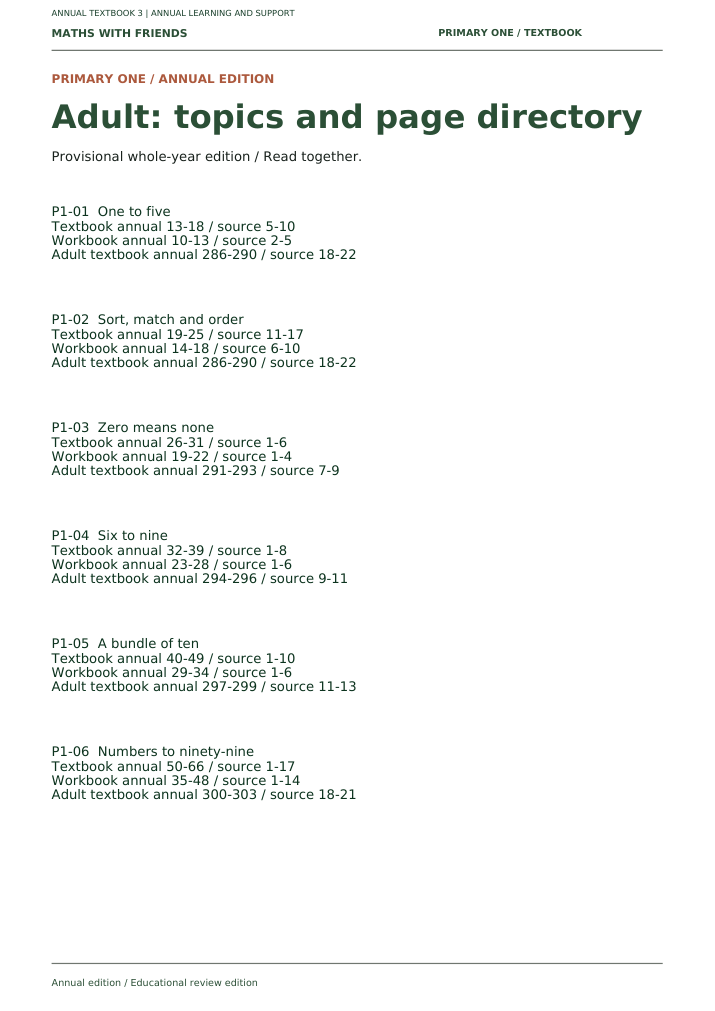 ANNUAL TEXTBOOK 3 | ANNUAL LEARNING AND SUPPORT
MATHS WITH FRIENDS
PRIMARY ONE / TEXTBOOK
PRIMARY ONE / ANNUAL EDITION
Adult: topics and page directory
Provisional whole-year edition / Read together.
P1-01  One to five
Textbook annual 13-18 / source 5-10
Workbook annual 10-13 / source 2-5
Adult textbook annual 286-290 / source 18-22
P1-02  Sort, match and order
Textbook annual 19-25 / source 11-17
Workbook annual 14-18 / source 6-10
Adult textbook annual 286-290 / source 18-22
P1-03  Zero means none
Textbook annual 26-31 / source 1-6
Workbook annual 19-22 / source 1-4
Adult textbook annual 291-293 / source 7-9
P1-04  Six to nine
Textbook annual 32-39 / source 1-8
Workbook annual 23-28 / source 1-6
Adult textbook annual 294-296 / source 9-11
P1-05  A bundle of ten
Textbook annual 40-49 / source 1-10
Workbook annual 29-34 / source 1-6
Adult textbook annual 297-299 / source 11-13
P1-06  Numbers to ninety-nine
Textbook annual 50-66 / source 1-17
Workbook annual 35-48 / source 1-14
Adult textbook annual 300-303 / source 18-21
Annual edition / Educational review edition